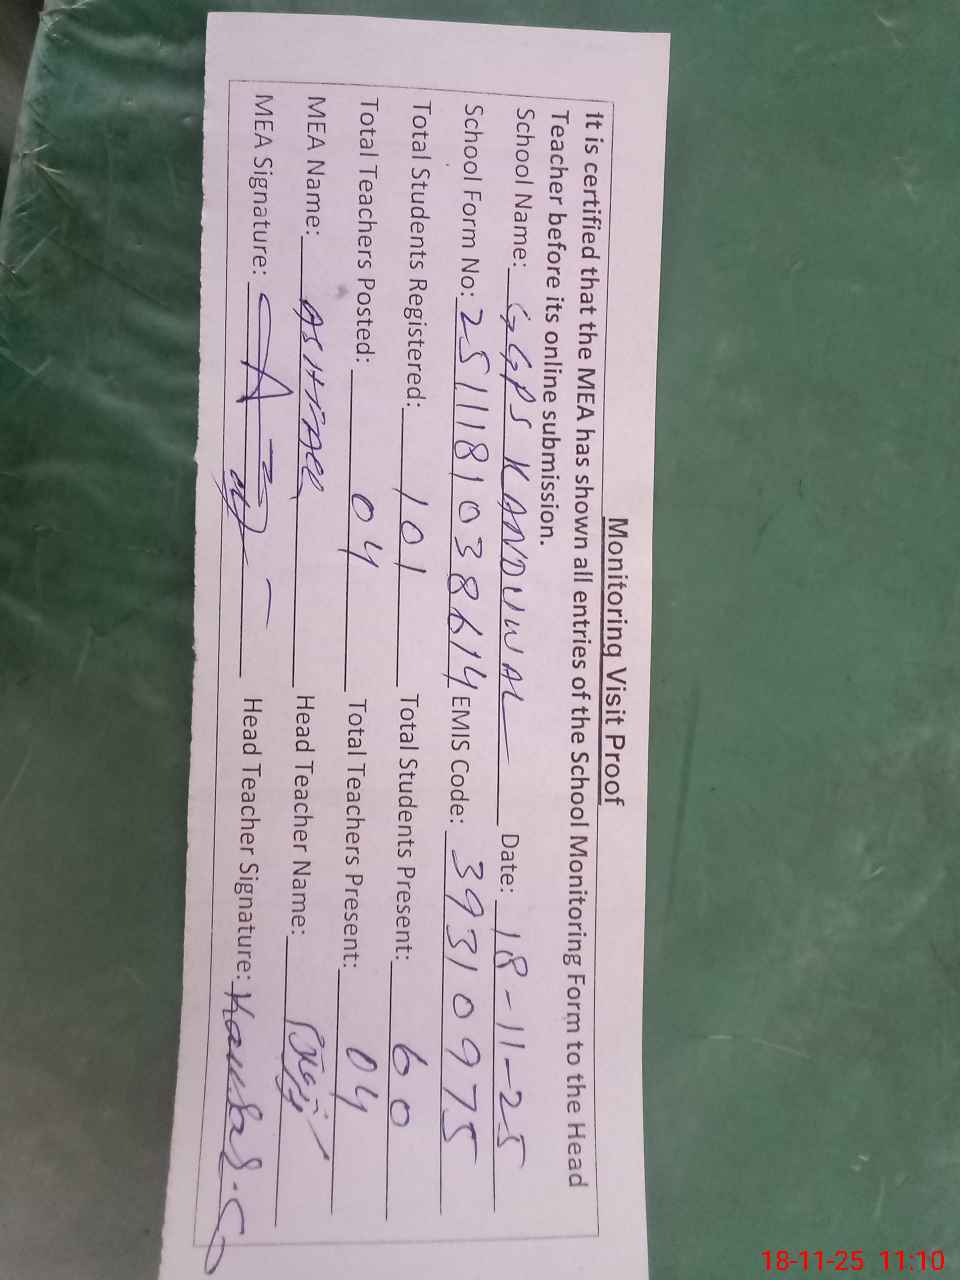 Monitoring Visit Proof
It is certified that the MEA has shown all entries of the School Monitoring Form to the Head
Teacher before its online submission.
School Name: GGPS KANDUWAL Date: 18-11-25
School Form No: 2511181038614 EMIS Code: 39310975
Total Students Registered: 101 Total Students Present: 60
Total Teachers Posted: 04 Total Teachers Present: 04
MEA Name: Head Teacher Name:
MEA Signature: Head Teacher Signature:
18-11-25 11:10